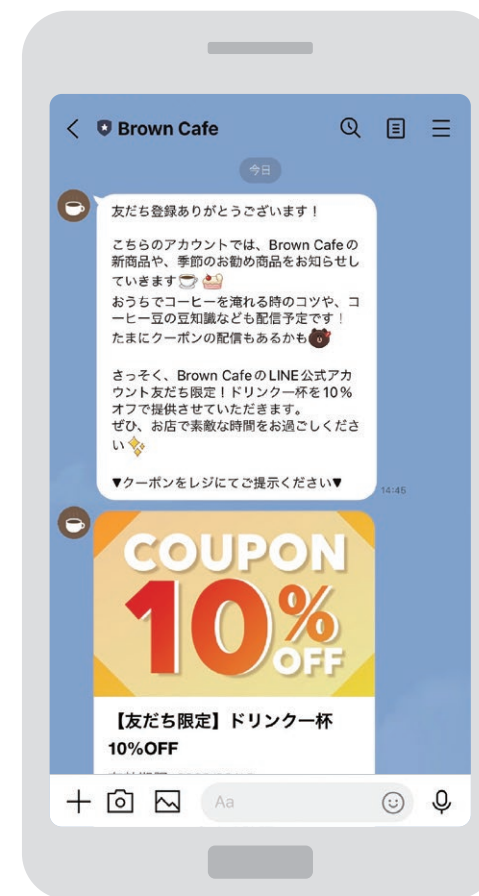 Brown Cafe
今日
友だち登録ありがとうございます！
こちらのアカウントでは、Brown Cafeの
新商品や、季節のお勧め商品をお知らせし
ていきます
おうちでコーヒーを淹れる時のコツや、コ
ーヒー豆の豆知識なども配信予定です！
たまにクーポンの配信もあるかも
さっそく、Brown CafeのLINE公式アカ
ウント友だち限定！ドリンク一杯を10%
オフで提供させていただきます。
ぜひ、お店で素敵な時間をお過ごしくださ
い
▼クーポンをレジにてご提示ください▼
14:45
COUPON
10%
OFF
【友だち限定】ドリンク一杯
10%OFF
Aa